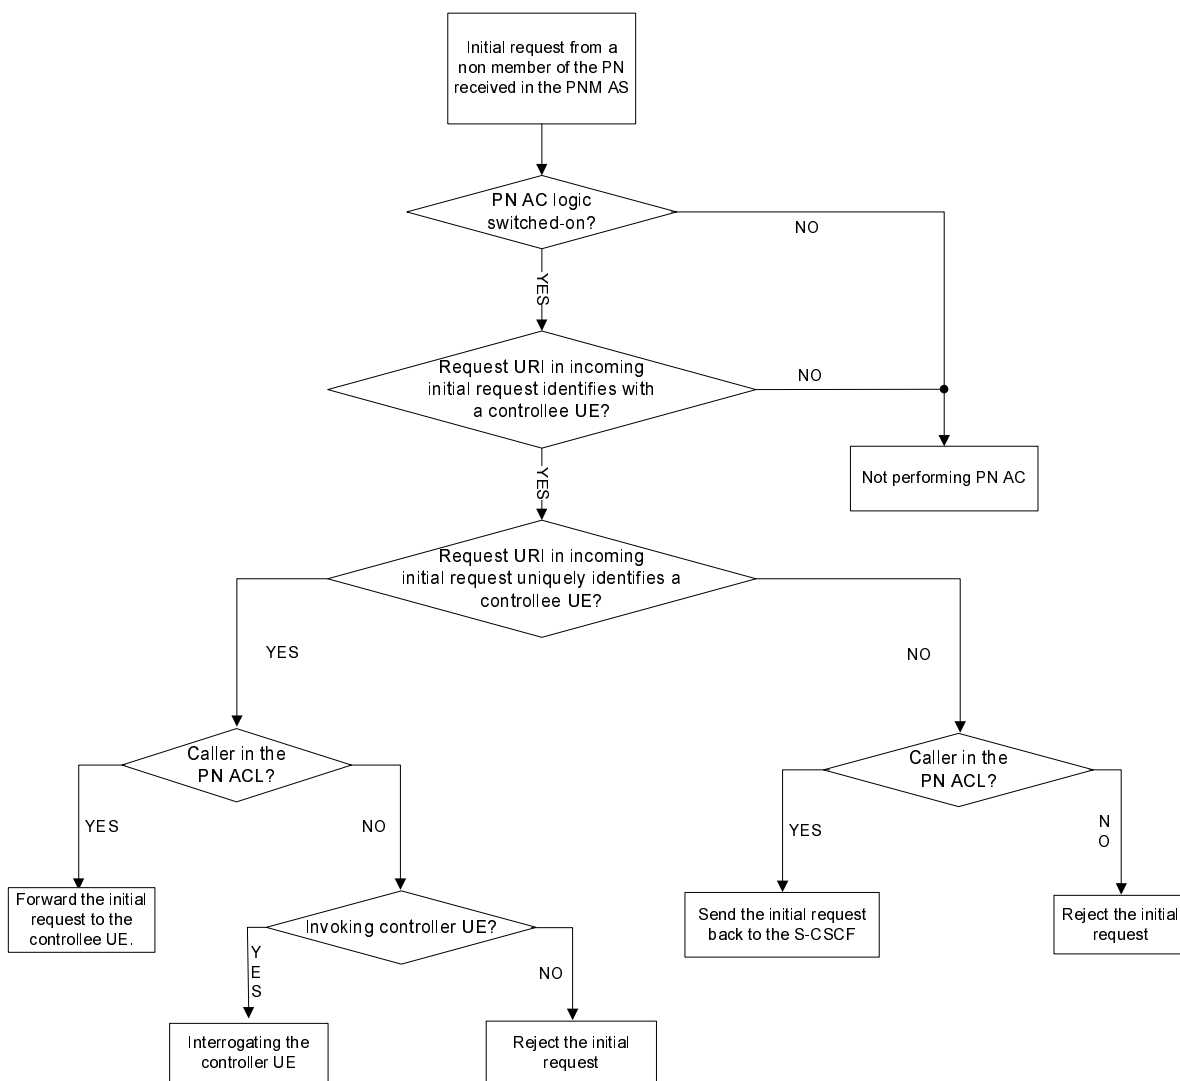 Initial request from a
non member of the PN
received in the PNM AS
PN AC logic
switched-on?
NO
YES
Request URI in incoming
initial request identifies with
a controllee UE?
NO
Not performing PN AC
YES
Request URI in incoming
initial request uniquely identifies a
controllee UE?
YES
NO
Caller in the
PN ACL?
Caller in the
PN ACL?
YES
NO
YES
N
O
Forward the initial
request to the
controllee UE.
Invoking controller UE?
Send the initial request
back to the S-CSCF
Reject the initial
request
Y
E
S
NO
Interrogating the
controller UE
Reject the initial
request